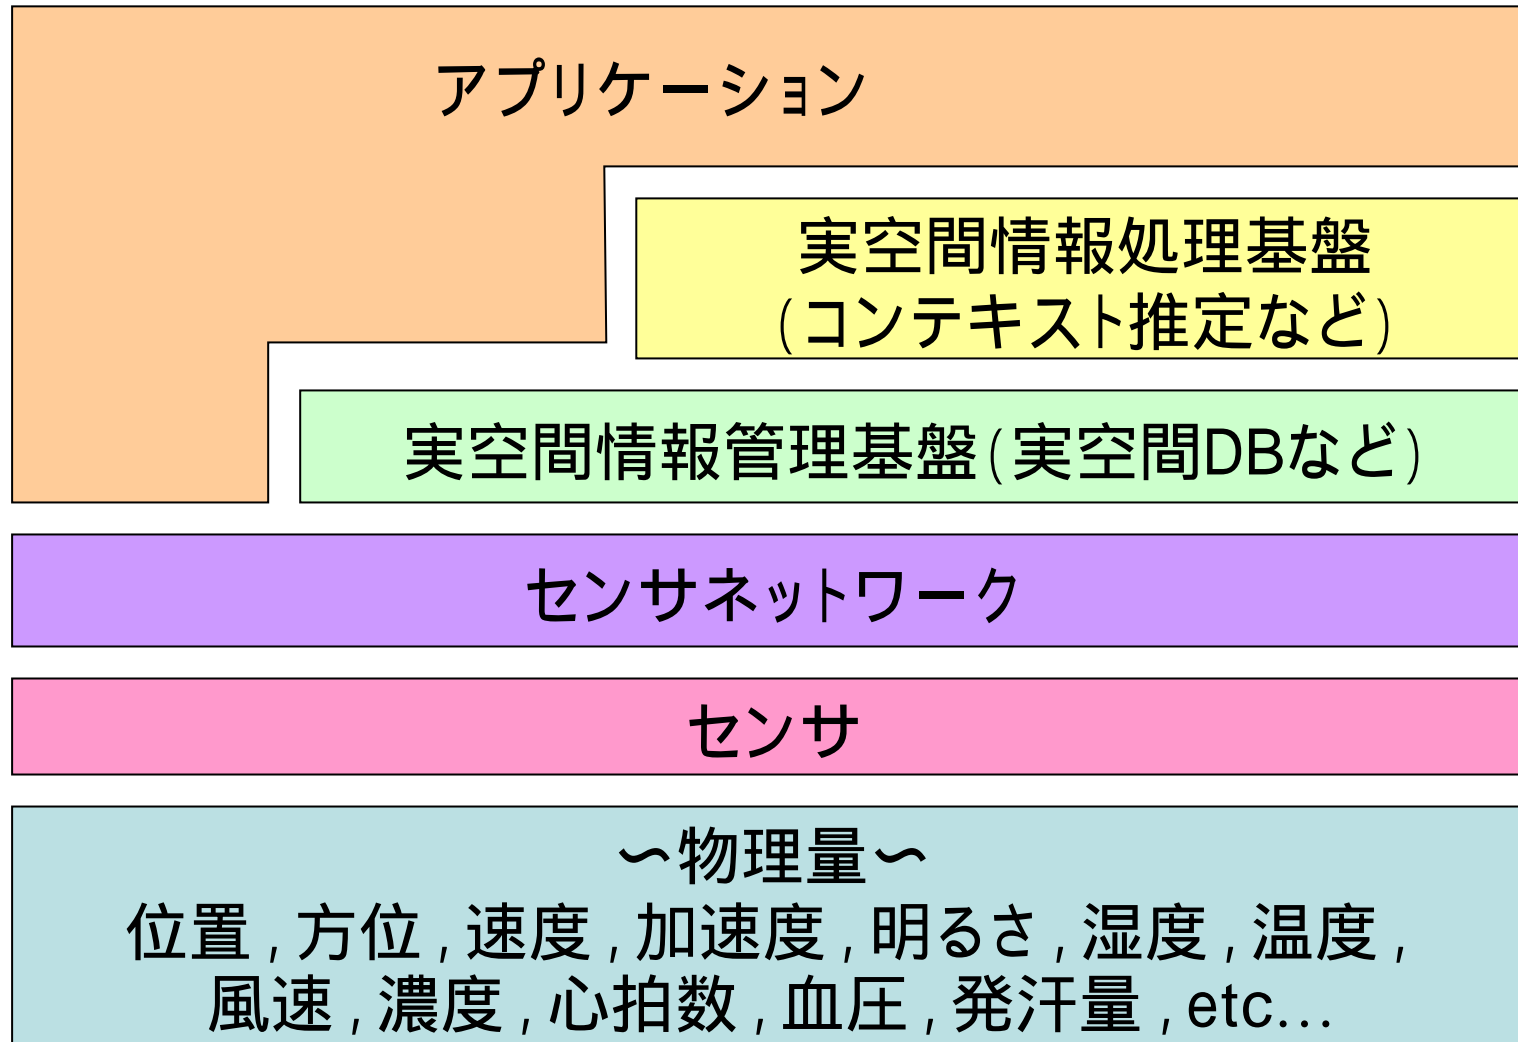 アプリケーション
実空間情報処理基盤
(コンテキスト推定など)
実空間情報管理基盤(実空間DBなど)
センサネットワーク
センサ
～物理量～
位置,方位,速度,加速度,明るさ,湿度,温度,
風速,濃度,心拍数,血圧,発汗量,etc...